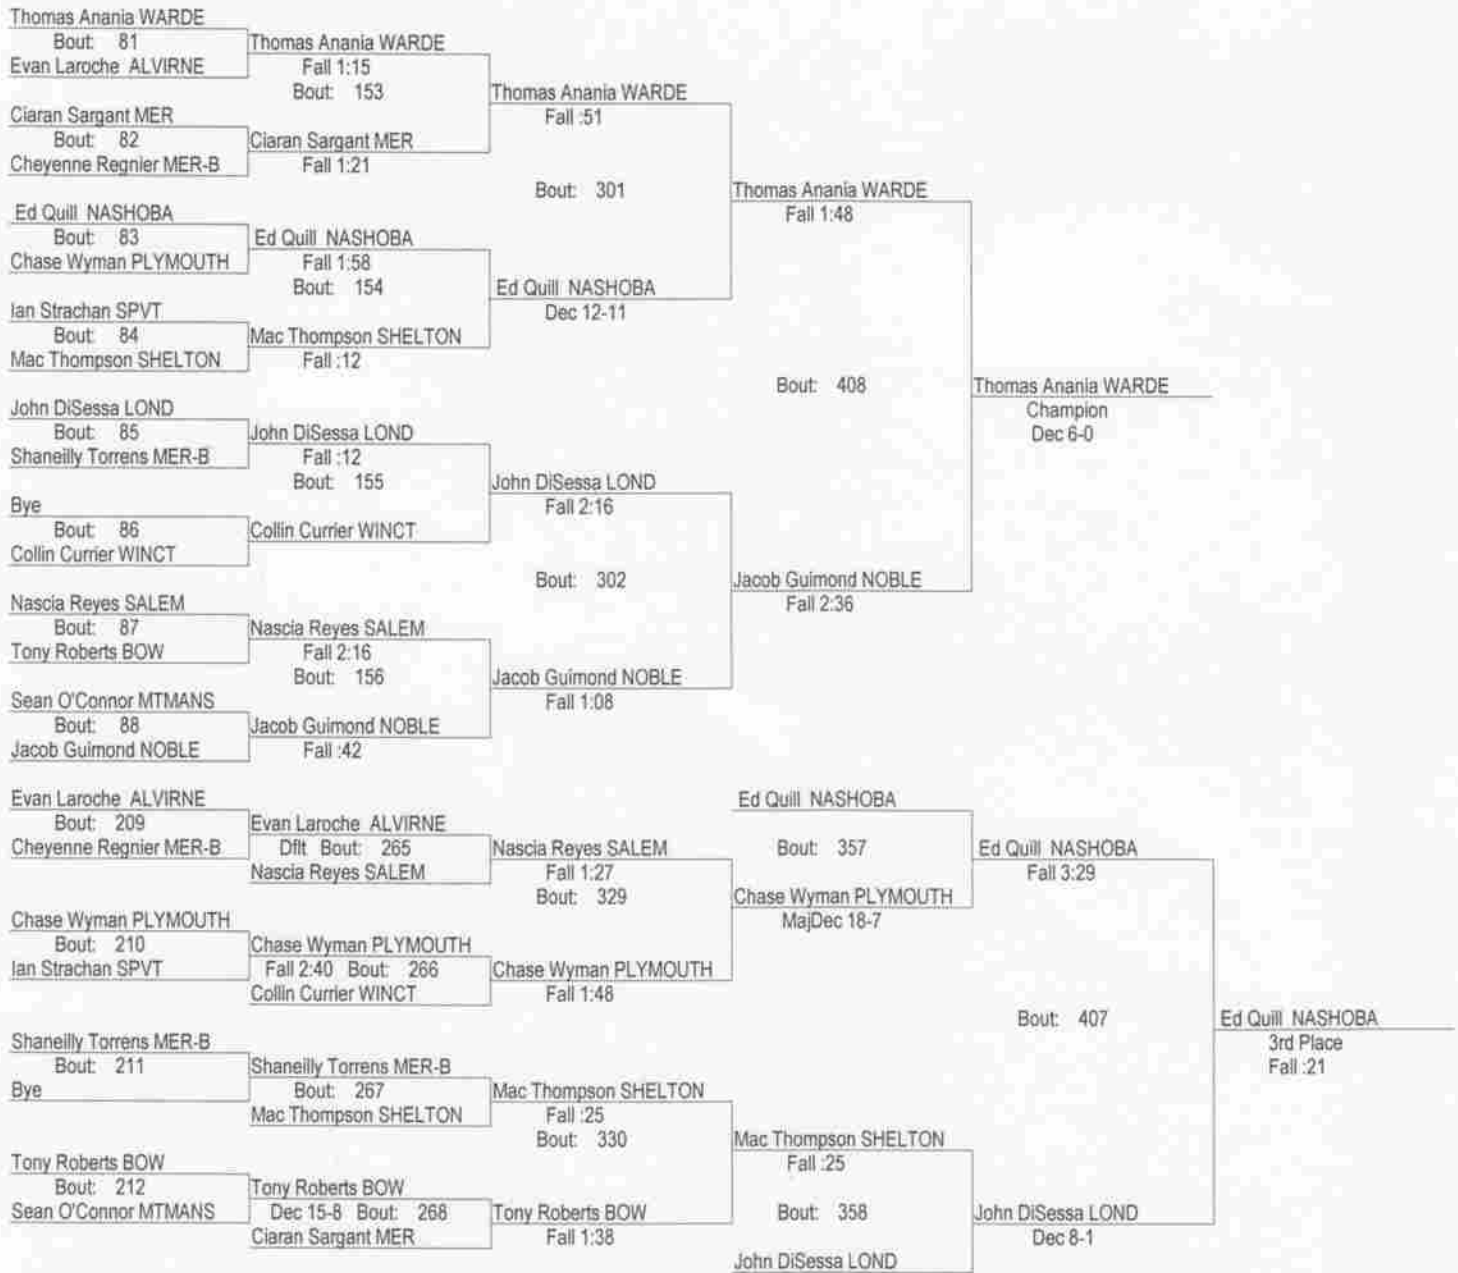 Thomas Anania WARDE
Bout: 81
Evan Laroche ALVIRNE
Thomas Anania WARDE
Fall 1:15
Bout: 153
Ciaran Sargant MER
Bout: 82
Cheyenne Regnier MER-B
Ciaran Sargant MER
Fall 1:21
Thomas Anania WARDE
Fall :51
Bout: 301
Ed Quill NASHOBA
Bout: 83
Chase Wyman PLYMOUTH
Ed Quill NASHOBA
Fall 1:58
Bout: 154
Ian Strachan SPVT
Bout: 84
Mac Thompson SHELTON
Mac Thompson SHELTON
Fall :12
Ed Quill NASHOBA
Dec 12-11
Thomas Anania WARDE
Fall 1:48
Bout: 408
Thomas Anania WARDE
Champion
Dec 6-0
John DiSessa LOND
Bout: 85
Shaneilly Torrens MER-B
John DiSessa LOND
Fall :12
Bout: 155
Bye
Bout: 86
Collin Currier WINCT
Collin Currier WINCT
John DiSessa LOND
Fall 2:16
Bout: 302
Nascia Reyes SALEM
Bout: 87
Tony Roberts BOW
Nascia Reyes SALEM
Fall 2:16
Bout: 156
Sean O'Connor MTMANS
Bout: 88
Jacob Guimond NOBLE
Jacob Guimond NOBLE
Fall :42
Jacob Guimond NOBLE
Fall 1:08
Jacob Guimond NOBLE
Fall 2:36
Evan Laroche ALVIRNE
Bout: 209
Cheyenne Regnier MER-B
Evan Laroche ALVIRNE
Dflt Bout: 265
Nascia Reyes SALEM
Nascia Reyes SALEM
Fall 1:27
Bout: 329
Chase Wyman PLYMOUTH
Bout: 210
Ian Strachan SPVT
Chase Wyman PLYMOUTH
Fall 2:40 Bout: 266
Collin Currier WINCT
Chase Wyman PLYMOUTH
Fall 1:48
Ed Quill NASHOBA
Bout: 357
Chase Wyman PLYMOUTH
MajDec 18-7
Ed Quill NASHOBA
Fall 3:29
Bout: 407
Ed Quill NASHOBA
3rd Place
Fall :21
Shaneilly Torrens MER-B
Bout: 211
Bye
Shaneilly Torrens MER-B
Bout: 267
Mac Thompson SHELTON
Mac Thompson SHELTON
Fall :25
Bout: 330
Tony Roberts BOW
Bout: 212
Sean O'Connor MTMANS
Tony Roberts BOW
Dec 15-8 Bout: 268
Ciaran Sargant MER
Tony Roberts BOW
Fall 1:38
Mac Thompson SHELTON
Fall :25
Bout: 358
John DiSessa LOND
John DiSessa LOND
Dec 8-1